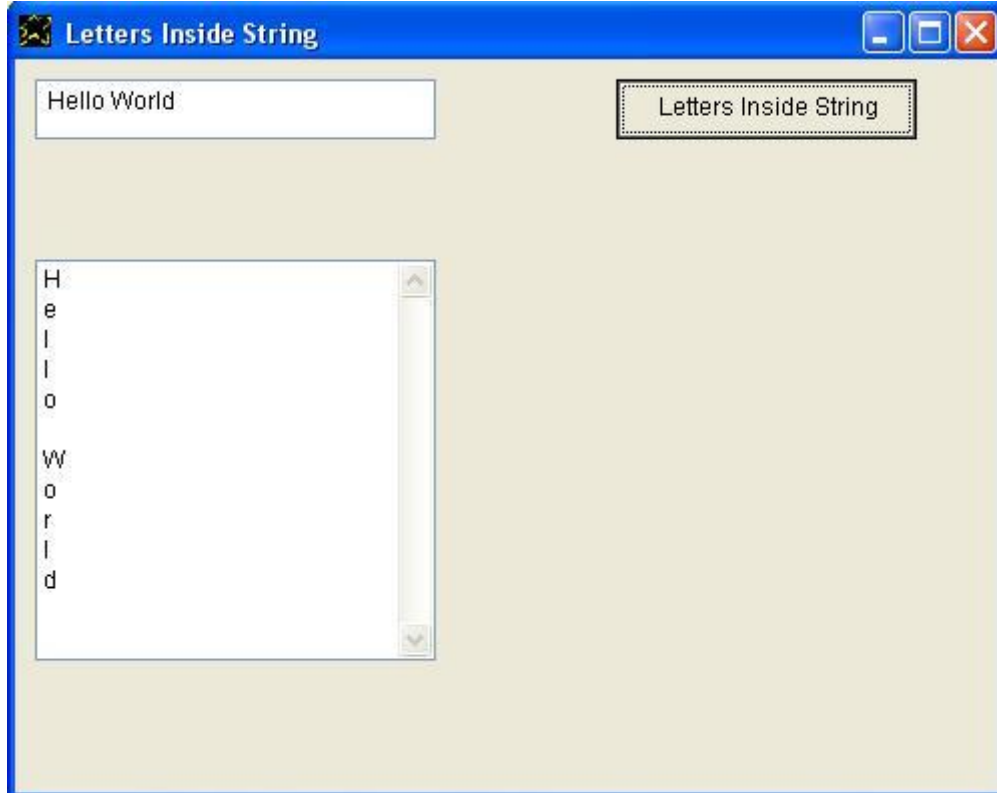 Letters Inside String
Hello World
Letters Inside String
H
e
l
l
o

W
o
r
l
d